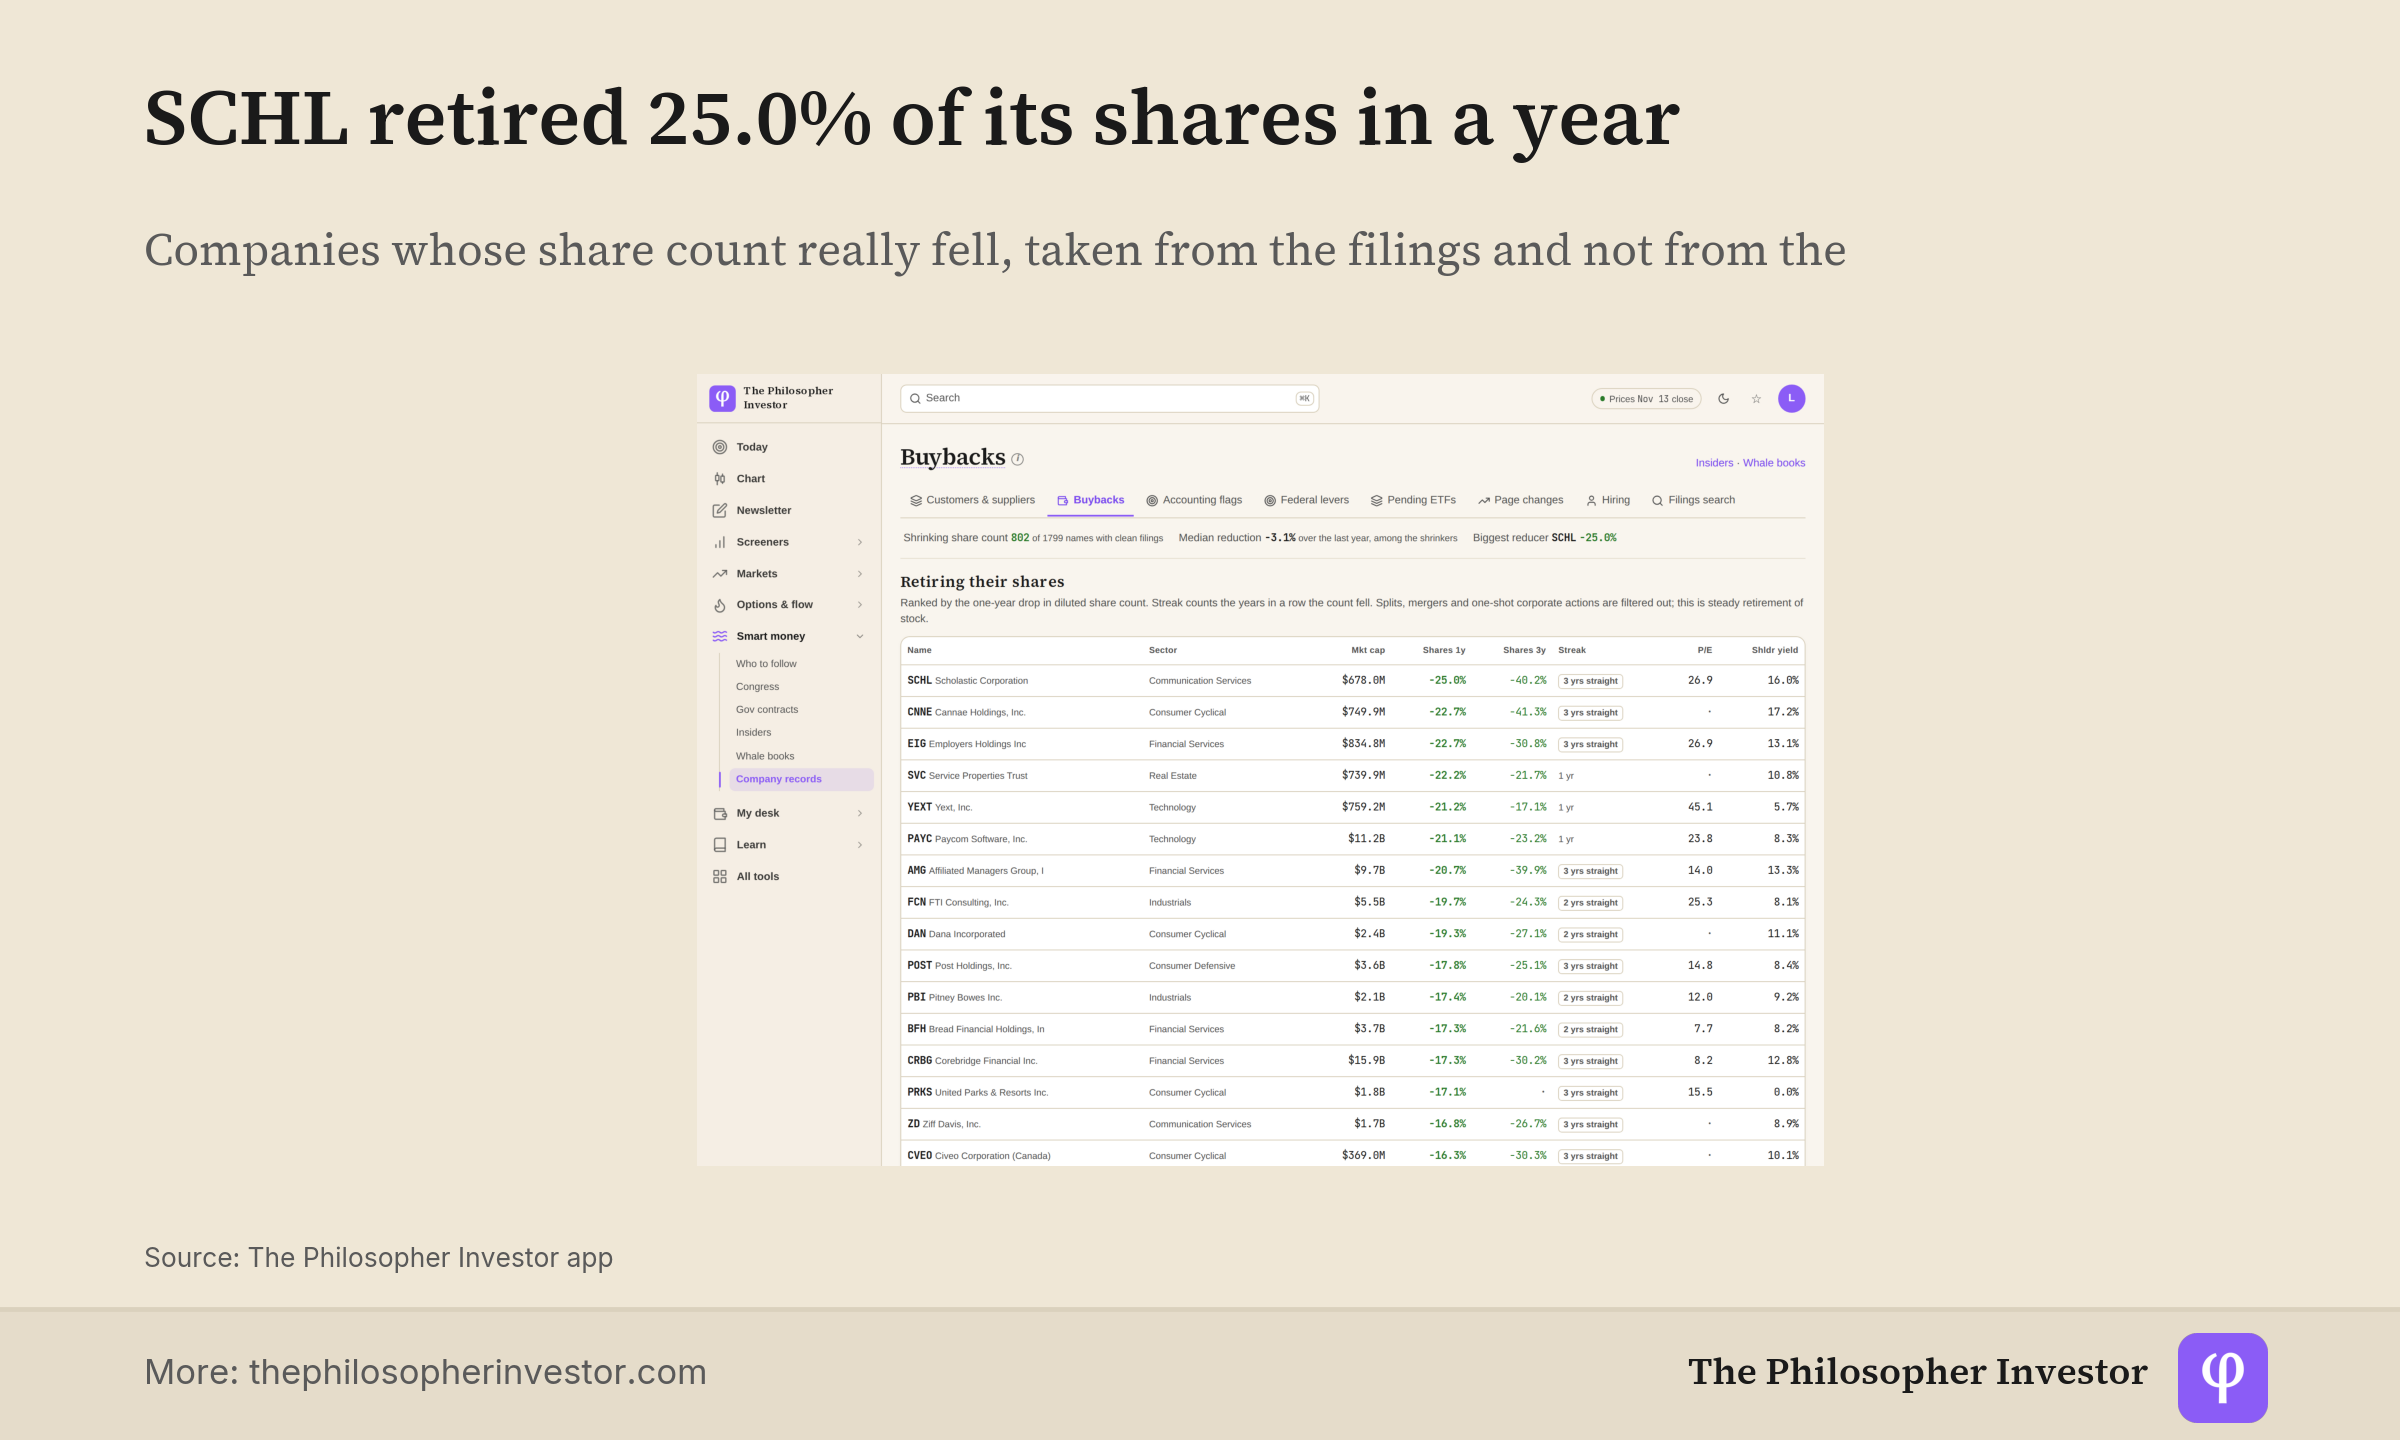 SCHL retired 25.0% of its shares in a year
Companies whose share count really fell, taken from the filings and not from the
φ The Philosopher Investor
Search ⌘K
Prices Nov 13 close
L
Today
Chart
Newsletter
Screeners
Markets
Options & flow
Smart money
Who to follow
Congress
Gov contracts
Insiders
Whale books
Company records
My desk
Learn
All tools
Buybacks
Insiders · Whale books
Customers & suppliers Buybacks Accounting flags Federal levers Pending ETFs Page changes Hiring Filings search
Shrinking share count 802 of 1799 names with clean filings Median reduction -3.1% over the last year, among the shrinkers Biggest reducer SCHL -25.0%
Retiring their shares
Ranked by the one-year drop in diluted share count. Streak counts the years in a row the count fell. Splits, mergers and one-shot corporate actions are filtered out; this is steady retirement of
stock.
Name Sector Mkt cap Shares 1y Shares 3y Streak P/E Shldr yield
SCHL Scholastic Corporation Communication Services $678.0M -25.0% -40.2% 3 yrs straight 26.9 16.0%
CNNE Cannae Holdings, Inc. Consumer Cyclical $749.9M -22.7% -41.3% 3 yrs straight · 17.2%
EIG Employers Holdings Inc Financial Services $834.8M -22.7% -30.8% 3 yrs straight 26.9 13.1%
SVC Service Properties Trust Real Estate $739.9M -22.2% -21.7% 1 yr · 10.8%
YEXT Yext, Inc. Technology $759.2M -21.2% -17.1% 1 yr 45.1 5.7%
PAYC Paycom Software, Inc. Technology $11.2B -21.1% -23.2% 1 yr 23.8 8.3%
AMG Affiliated Managers Group, I Financial Services $9.7B -20.7% -39.9% 3 yrs straight 14.0 13.3%
FCN FTI Consulting, Inc. Industrials $5.5B -19.7% -24.3% 2 yrs straight 25.3 8.1%
DAN Dana Incorporated Consumer Cyclical $2.4B -19.3% -27.1% 2 yrs straight · 11.1%
POST Post Holdings, Inc. Consumer Defensive $3.6B -17.8% -25.1% 3 yrs straight 14.8 8.4%
PBI Pitney Bowes Inc. Industrials $2.1B -17.4% -20.1% 2 yrs straight 12.0 9.2%
BFH Bread Financial Holdings, In Financial Services $3.7B -17.3% -21.6% 2 yrs straight 7.7 8.2%
CRBG Corebridge Financial Inc. Financial Services $15.9B -17.3% -30.2% 3 yrs straight 8.2 12.8%
PRKS United Parks & Resorts Inc. Consumer Cyclical $1.8B -17.1% · 3 yrs straight 15.5 0.0%
ZD Ziff Davis, Inc. Communication Services $1.7B -16.8% -26.7% 3 yrs straight · 8.9%
CVEO Civeo Corporation (Canada) Consumer Cyclical $369.0M -16.3% -30.3% 3 yrs straight · 10.1%
Source: The Philosopher Investor app
More: thephilosopherinvestor.com
The Philosopher Investor φ